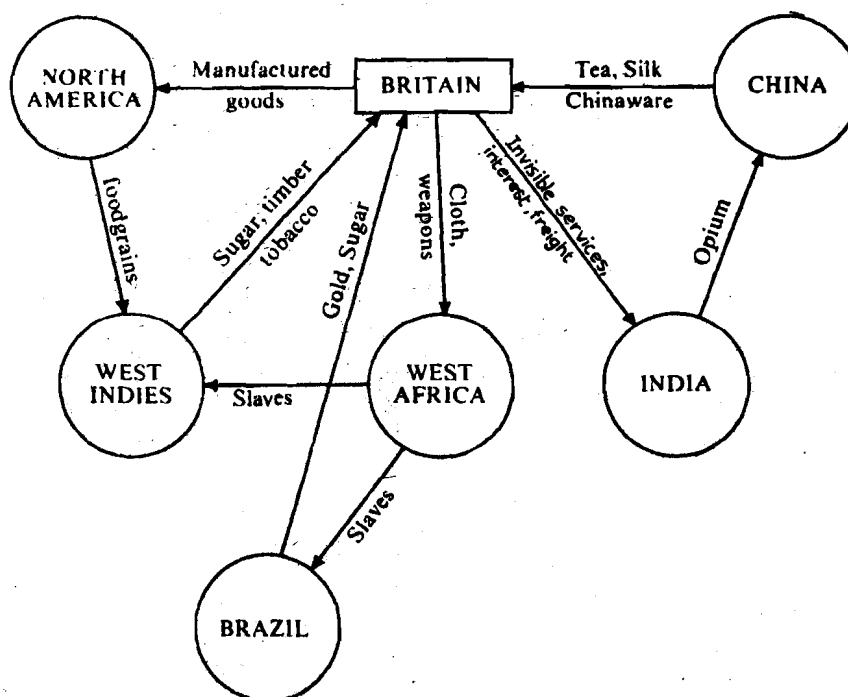 NORTH
AMERICA
Manufactured
goods
BRITAIN
Tea, Silk
Chinaware
CHINA
foodgrains
Sugar, timber
tobacco
Gold, Sugar
Cloth,
weapons
Invisible services,
interest, freight
Opium
WEST
INDIES
Slaves
WEST
AFRICA
INDIA
Slaves
BRAZIL